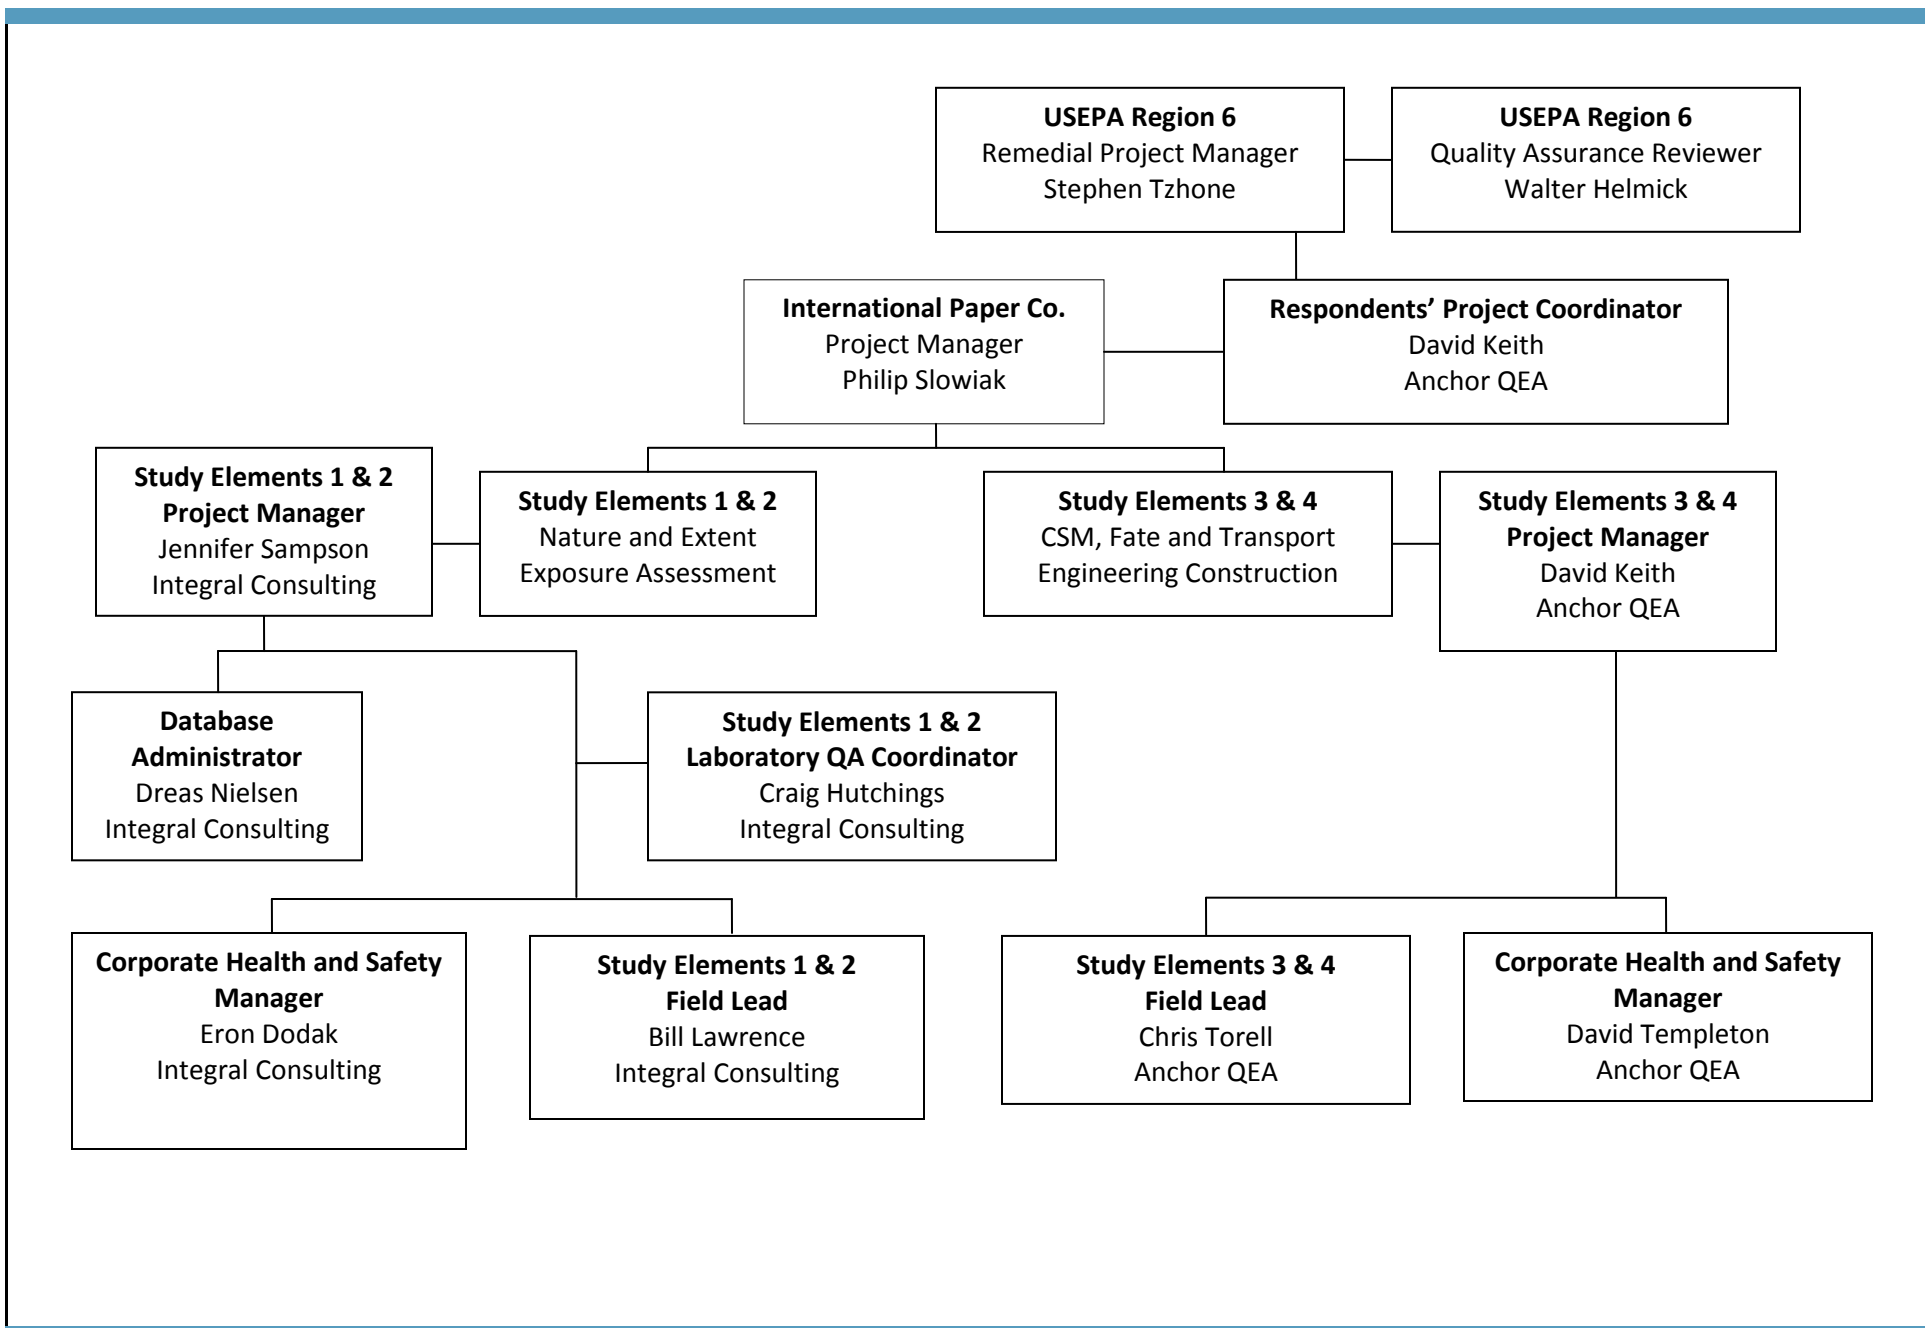 USEPA Region 6
Remedial Project Manager
Stephen Tzhone
USEPA Region 6
Quality Assurance Reviewer
Walter Helmick
International Paper Co.
Project Manager
Philip Slowiak
Respondents’ Project Coordinator
David Keith
Anchor QEA
Study Elements 1 & 2
Project Manager
Jennifer Sampson
Integral Consulting
Study Elements 1 & 2
Nature and Extent
Exposure Assessment
Study Elements 3 & 4
CSM, Fate and Transport
Engineering Construction
Study Elements 3 & 4
Project Manager
David Keith
Anchor QEA
Database
Administrator
Dreas Nielsen
Integral Consulting
Study Elements 1 & 2
Laboratory QA Coordinator
Craig Hutchings
Integral Consulting
Corporate Health and Safety
Manager
Eron Dodak
Integral Consulting
Study Elements 1 & 2
Field Lead
Bill Lawrence
Integral Consulting
Study Elements 3 & 4
Field Lead
Chris Torell
Anchor QEA
Corporate Health and Safety
Manager
David Templeton
Anchor QEA